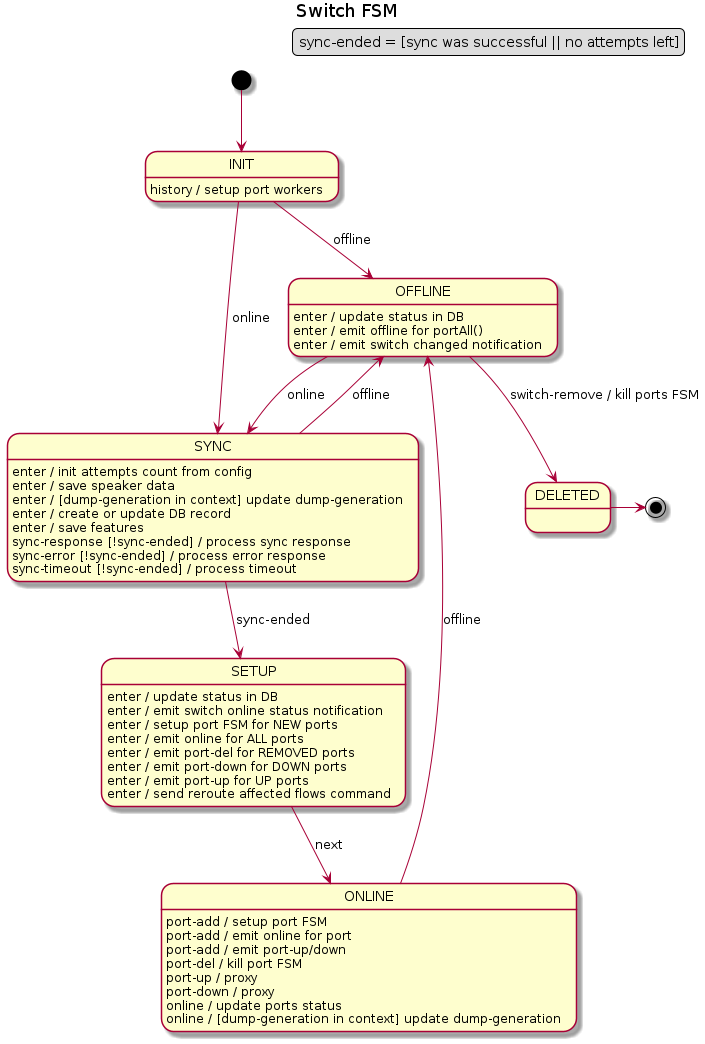 Switch FSM
sync-ended = [sync was successful || no attempts left]
INIT
history / setup port workers
offline
online
OFFLINE
enter / update status in DB
enter / emit offline for portAll()
enter / emit switch changed notification
online
offline
switch-remove / kill ports FSM
SYNC
enter / init attempts count from config
enter / save speaker data
enter / [dump-generation in context] update dump-generation
enter / create or update DB record
enter / save features
sync-response [!sync-ended] / process sync response
sync-error [!sync-ended] / process error response
sync-timeout [!sync-ended] / process timeout
DELETED
sync-ended
offline
SETUP
enter / update status in DB
enter / emit switch online status notification
enter / setup port FSM for NEW ports
enter / emit online for ALL ports
enter / emit port-del for REMOVED ports
enter / emit port-down for DOWN ports
enter / emit port-up for UP ports
enter / send reroute affected flows command
next
ONLINE
port-add / setup port FSM
port-add / emit online for port
port-add / emit port-up/down
port-del / kill port FSM
port-up / proxy
port-down / proxy
online / update ports status
online / [dump-generation in context] update dump-generation